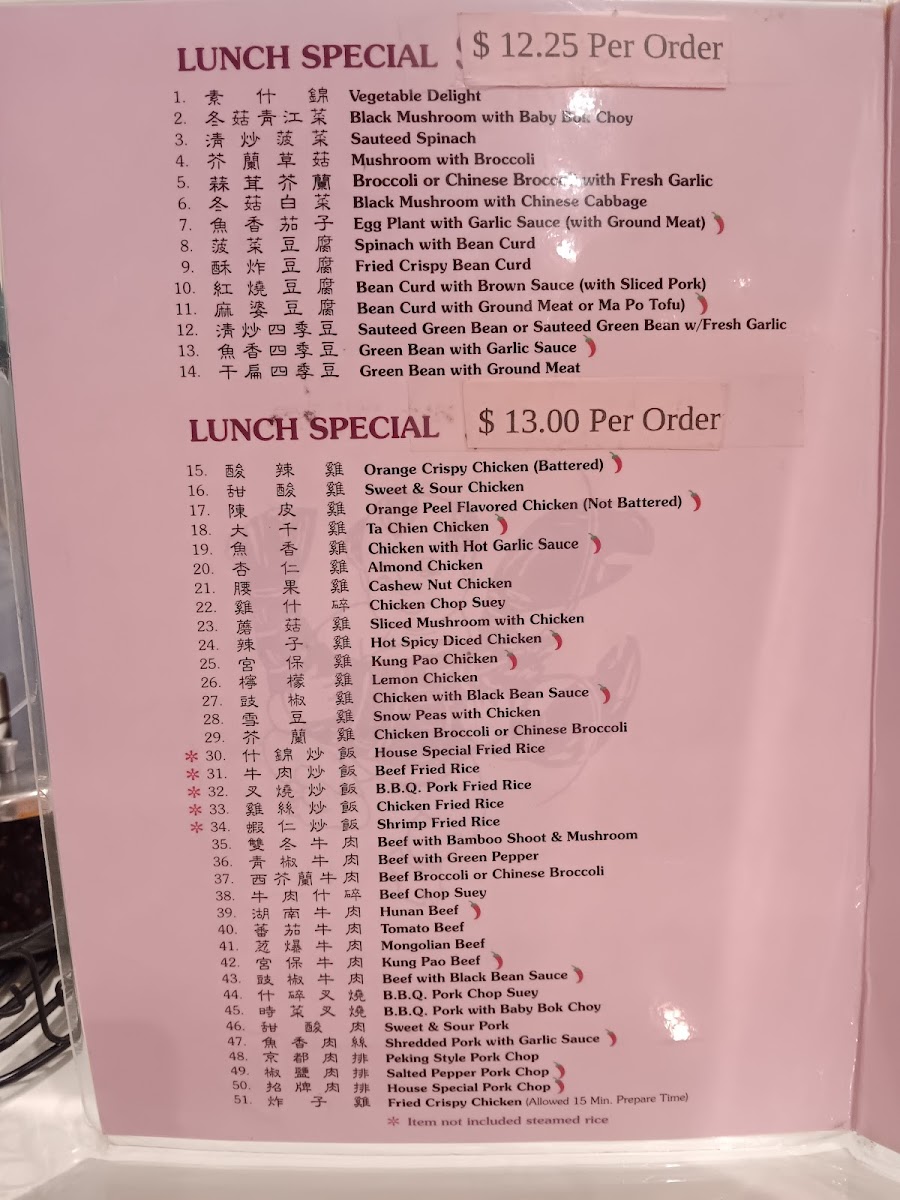 LUNCH SPECIAL $ 12.25 Per Order
1. 素什錦 Vegetable Delight
2. 冬菇青江菜 Black Mushroom with Baby Bok Choy
3. 清炒菠菜 Sauteed Spinach
4. 芥蘭草菇 Mushroom with Broccoli
5. 蒜茸芥蘭 Broccoli or Chinese Broccoli with Fresh Garlic
6. 冬菇白菜 Black Mushroom with Chinese Cabbage
7. 魚香茄子 Egg Plant with Garlic Sauce (with Ground Meat)
8. 菠菜豆腐 Spinach with Bean Curd
9. 酥炸豆腐 Fried Crispy Bean Curd
10. 紅燒豆腐 Bean Curd with Brown Sauce (with Sliced Pork)
11. 麻婆豆腐 Bean Curd with Ground Meat or Ma Po Tofu)
12. 清炒四季豆 Sauteed Green Bean or Sauteed Green Bean w/Fresh Garlic
13. 魚香四季豆 Green Bean with Garlic Sauce
14. 干扁四季豆 Green Bean with Ground Meat
LUNCH SPECIAL $ 13.00 Per Order
15. 酸辣雞 Orange Crispy Chicken (Battered)
16. 甜酸雞 Sweet & Sour Chicken
17. 陳皮雞 Orange Peel Flavored Chicken (Not Battered)
18. 大千雞 Ta Chien Chicken
19. 魚香雞 Chicken with Hot Garlic Sauce
20. 杏仁雞 Almond Chicken
21. 腰果雞 Cashew Nut Chicken
22. 雞什碎 Chicken Chop Suey
23. 蘑菇雞 Sliced Mushroom with Chicken
24. 辣子雞 Hot Spicy Diced Chicken
25. 宮保雞 Kung Pao Chicken
26. 檸檬雞 Lemon Chicken
27. 豉椒雞 Chicken with Black Bean Sauce
28. 雪豆雞 Snow Peas with Chicken
29. 芥蘭雞 Chicken Broccoli or Chinese Broccoli
* 30. 什錦炒飯 House Special Fried Rice
* 31. 牛肉炒飯 Beef Fried Rice
* 32. 叉燒炒飯 B.B.Q. Pork Fried Rice
* 33. 雞絲炒飯 Chicken Fried Rice
* 34. 蝦仁炒飯 Shrimp Fried Rice
35. 雙冬牛肉 Beef with Bamboo Shoot & Mushroom
36. 青椒牛肉 Beef with Green Pepper
37. 西芥蘭牛肉 Beef Broccoli or Chinese Broccoli
38. 牛肉什碎 Beef Chop Suey
39. 湖南牛肉 Hunan Beef
40. 蕃茄牛肉 Tomato Beef
41. 葱爆牛肉 Mongolian Beef
42. 宮保牛肉 Kung Pao Beef
43. 豉椒牛肉 Beef with Black Bean Sauce
44. 什碎叉燒 B.B.Q. Pork Chop Suey
45. 時菜叉燒 B.B.Q. Pork with Baby Bok Choy
46. 甜酸肉 Sweet & Sour Pork
47. 魚香肉絲 Shredded Pork with Garlic Sauce
48. 京都肉排 Peking Style Pork Chop
49. 椒鹽肉排 Salted Pepper Pork Chop
50. 招牌肉排 House Special Pork Chop
51. 炸子雞 Fried Crispy Chicken (Allowed 15 Min. Prepare Time)
* Item not included steamed rice